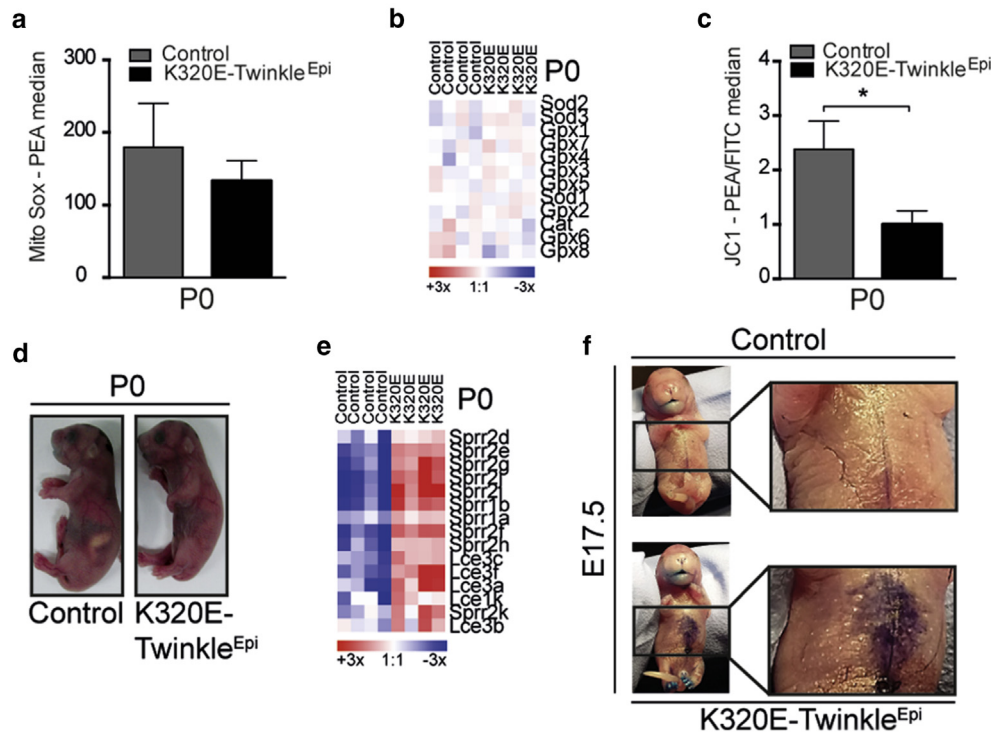 a
Mito Sox - PEA median
300
200
100
0
Control
K320E-Twinkle^Epi
P0
b
Control
Control
Control
Control
K320E
K320E
K320E
K320E
P0
Sod2
Sod3
Gpx1
Gpx7
Gpx4
Gpx3
Gpx5
Sod1
Gpx2
Cat
Gpx6
Gpx8
+3x 1:1 -3x
c
JC1 - PEA/FITC median
4
3
2
1
0
Control
K320E-Twinkle^Epi
*
P0
d
P0
Control
K320E-
Twinkle^Epi
e
Control
Control
Control
Control
K320E
K320E
K320E
K320E
P0
Sprr2d
Sprr2e
Sprr2g
Sprr2j
Sprr2i
Sprr1b
Sprr1a
Sprr2f
Sprr2h
Lce3c
Lce3f
Lce3a
Lce1k
Sprr2k
Lce3b
+3x 1:1 -3x
f
Control
E17.5
K320E-Twinkle^Epi